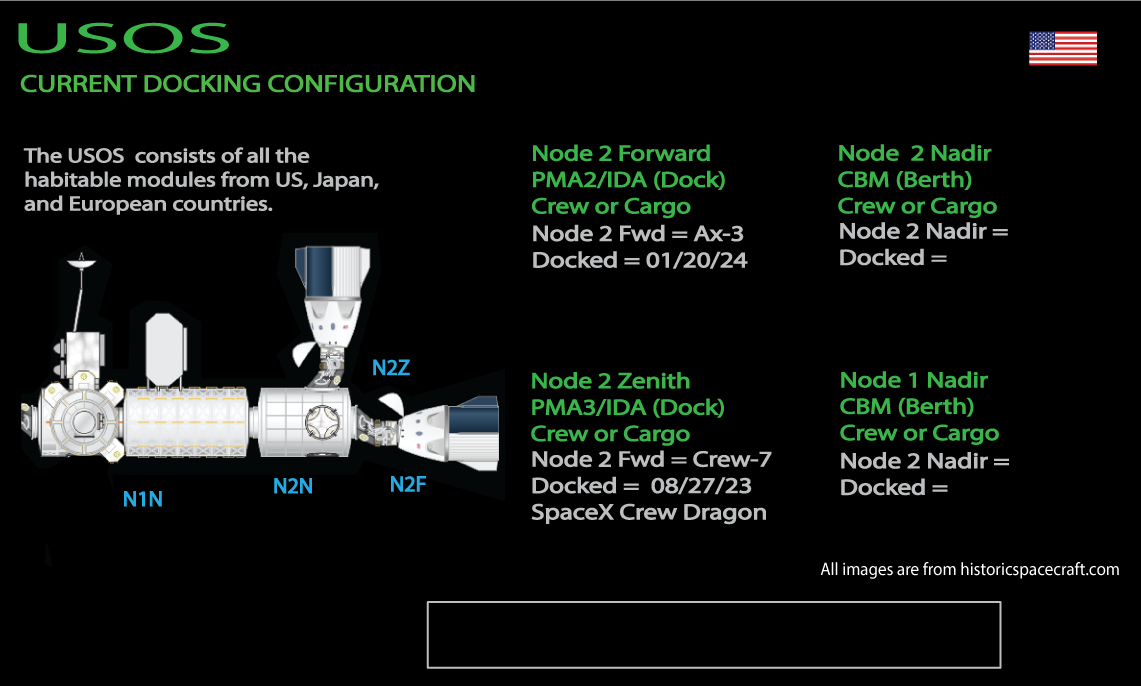 USOS
CURRENT DOCKING CONFIGURATION
The USOS  consists of all the
habitable modules from US, Japan,
and European countries.
Node 2 Forward
PMA2/IDA (Dock)
Crew or Cargo
Node 2 Fwd = Ax-3
Docked = 01/20/24
Node  2 Nadir
CBM (Berth)
Crew or Cargo
Node 2 Nadir =
Docked =
N2Z
N2F
N2N
N1N
Node 2 Zenith
PMA3/IDA (Dock)
Crew or Cargo
Node 2 Fwd = Crew-7
Docked =  08/27/23
SpaceX Crew Dragon
Node 1 Nadir
CBM (Berth)
Crew or Cargo
Node 2 Nadir =
Docked =
All images are from historicspacecraft.com